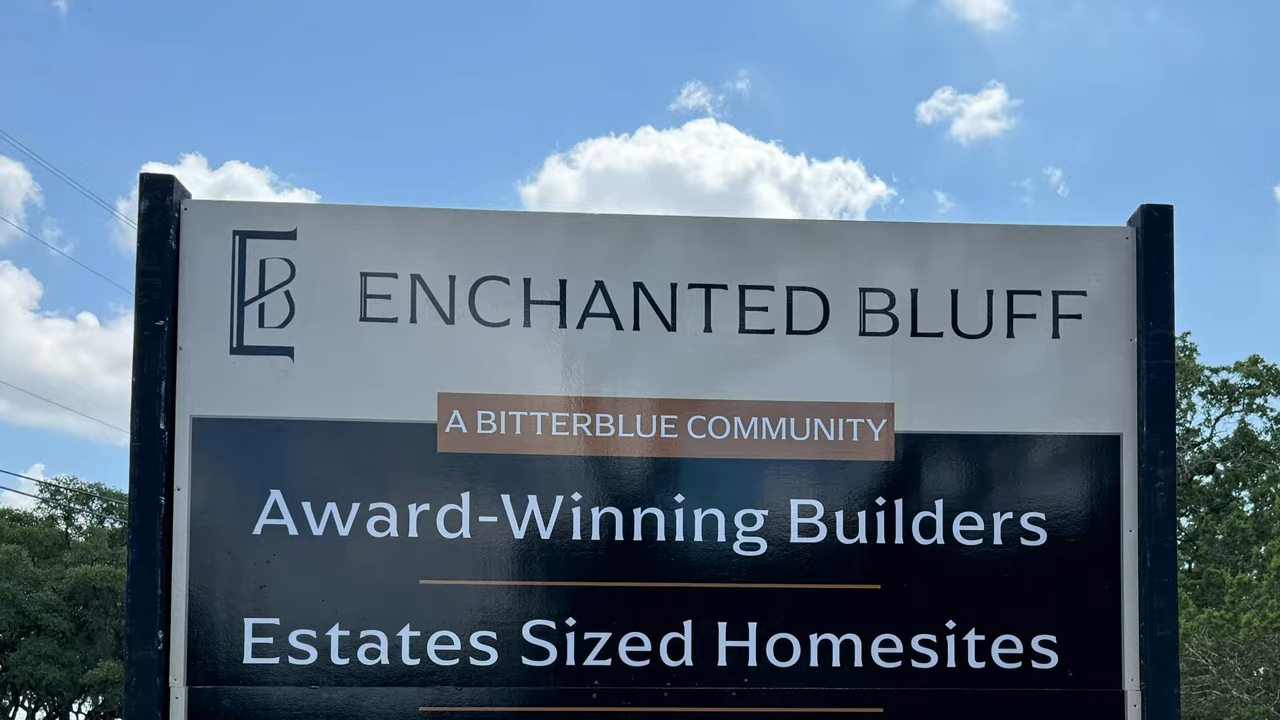 EB
ENCHANTED BLUFF
A BITTERBLUE COMMUNITY
Award-Winning Builders
Estates Sized Homesites